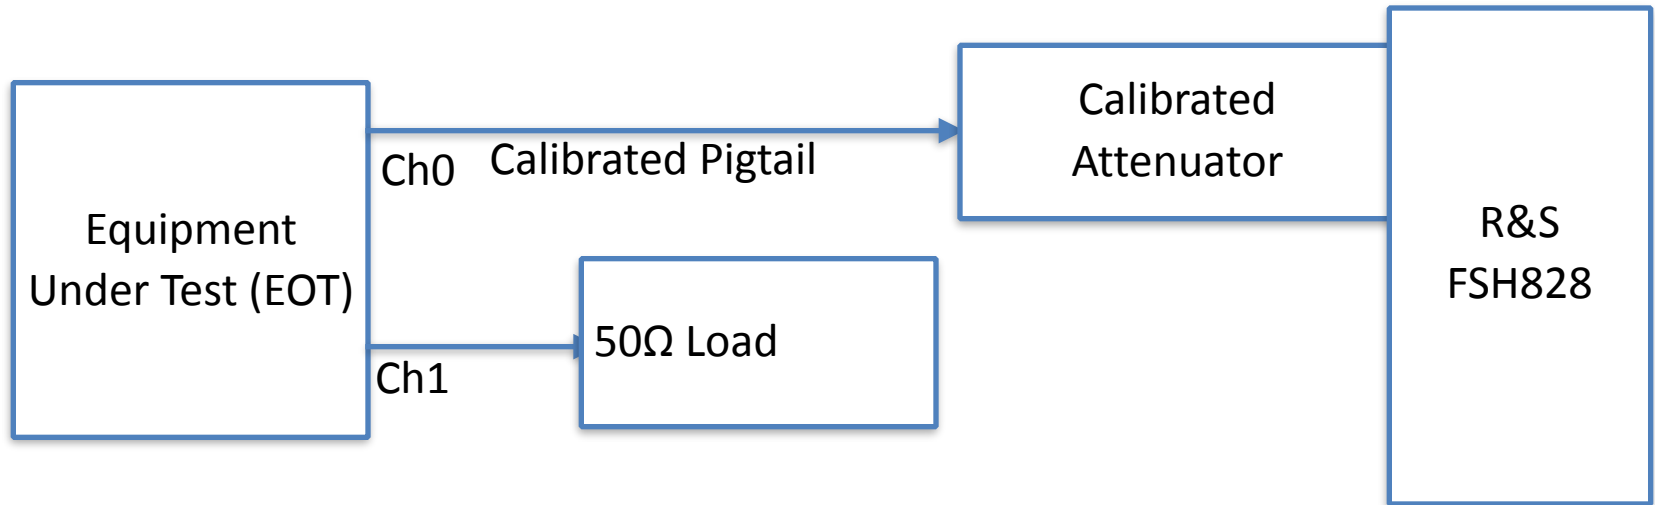 Equipment
Under Test (EOT)
Ch0
Calibrated Pigtail
Ch1
50Ω Load
Calibrated
Attenuator
R&S
FSH828